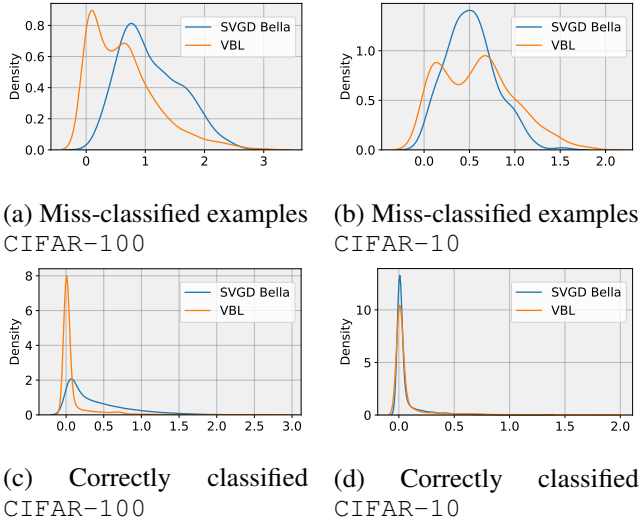 0.8
0.6
0.4
0.2
0.0
Density
SVGD Bella
VBL
0 1 2 3
1.0
0.5
0.0
Density
SVGD Bella
VBL
0.0 0.5 1.0 1.5 2.0
(a) Miss-classified examples
CIFAR-100
(b) Miss-classified examples
CIFAR-10
8
6
4
2
0
Density
SVGD Bella
VBL
0.0 0.5 1.0 1.5 2.0 2.5 3.0
10
5
0
Density
SVGD Bella
VBL
0.0 0.5 1.0 1.5 2.0
(c) Correctly classified
CIFAR-100
(d) Correctly classified
CIFAR-10